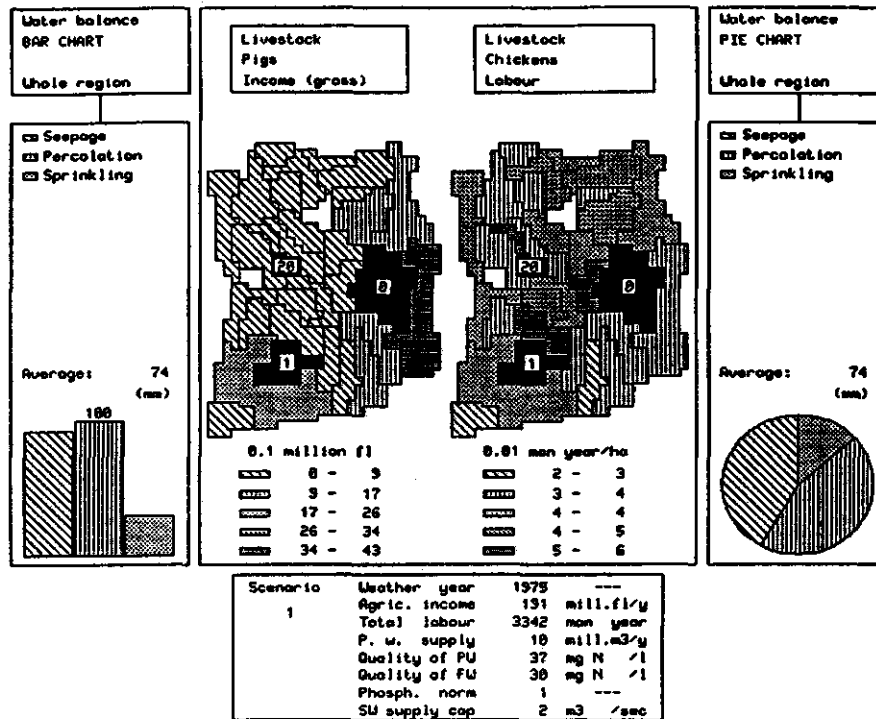 Water balance
BAR CHART
Whole region
Livestock
Pigs
Income (gross)
Livestock
Chickens
Labour
Water balance
PIE CHART
Whole region
Seepage
Percolation
Sprinkling
Seepage
Percolation
Sprinkling
20
0
1
20
0
1
Average: 74
(mm)
100
Average: 74
(mm)
0.1 million fl
0 - 9
9 - 17
17 - 26
26 - 34
34 - 43
0.01 man year/ha
2 - 3
3 - 4
4 - 4
4 - 5
5 - 6
Scenario
1
Weather year 1975 ---
Agric. income 191 mill.fl/y
Total labour 3342 man year
P. w. supply 10 mill.m3/y
Quality of PW 37 mg N /l
Quality of FW 30 mg N /l
Phosph. norm 1 ---
SW supply cap 2 m3 /sec